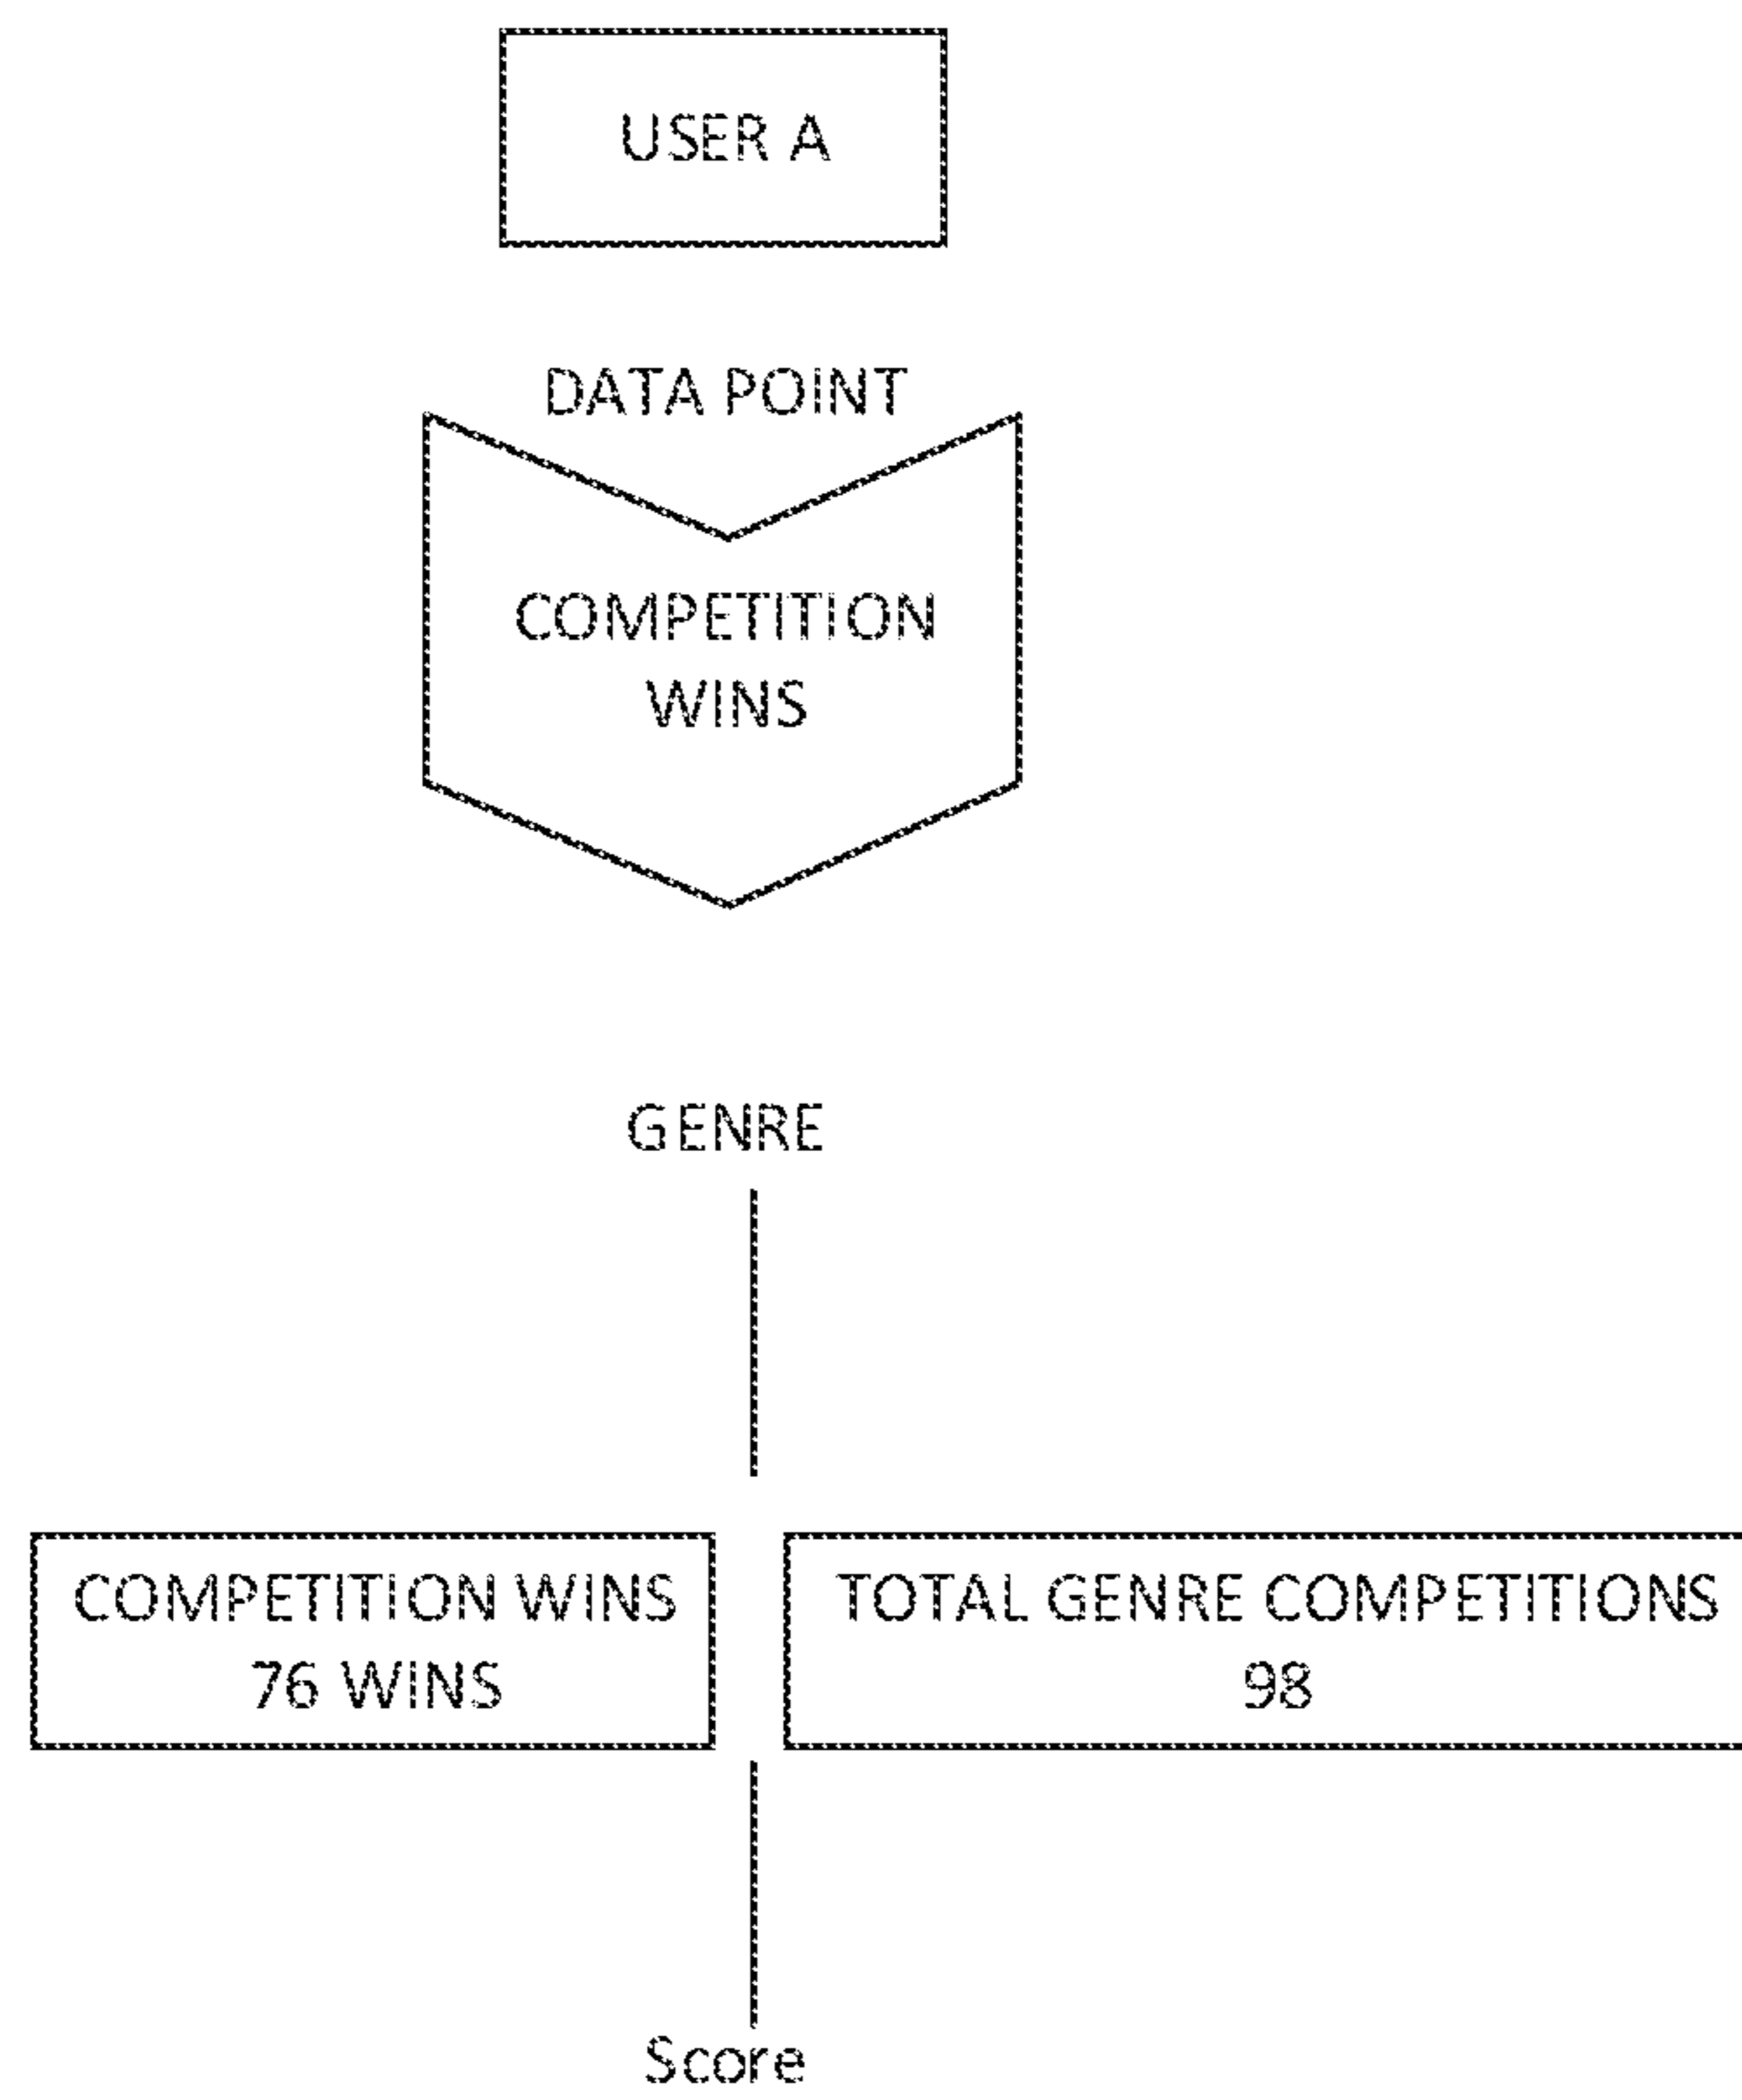 USER A
DATA POINT
COMPETITION
WINS
GENRE
COMPETITION WINS
76 WINS
TOTAL GENRE COMPETITIONS
98
Score